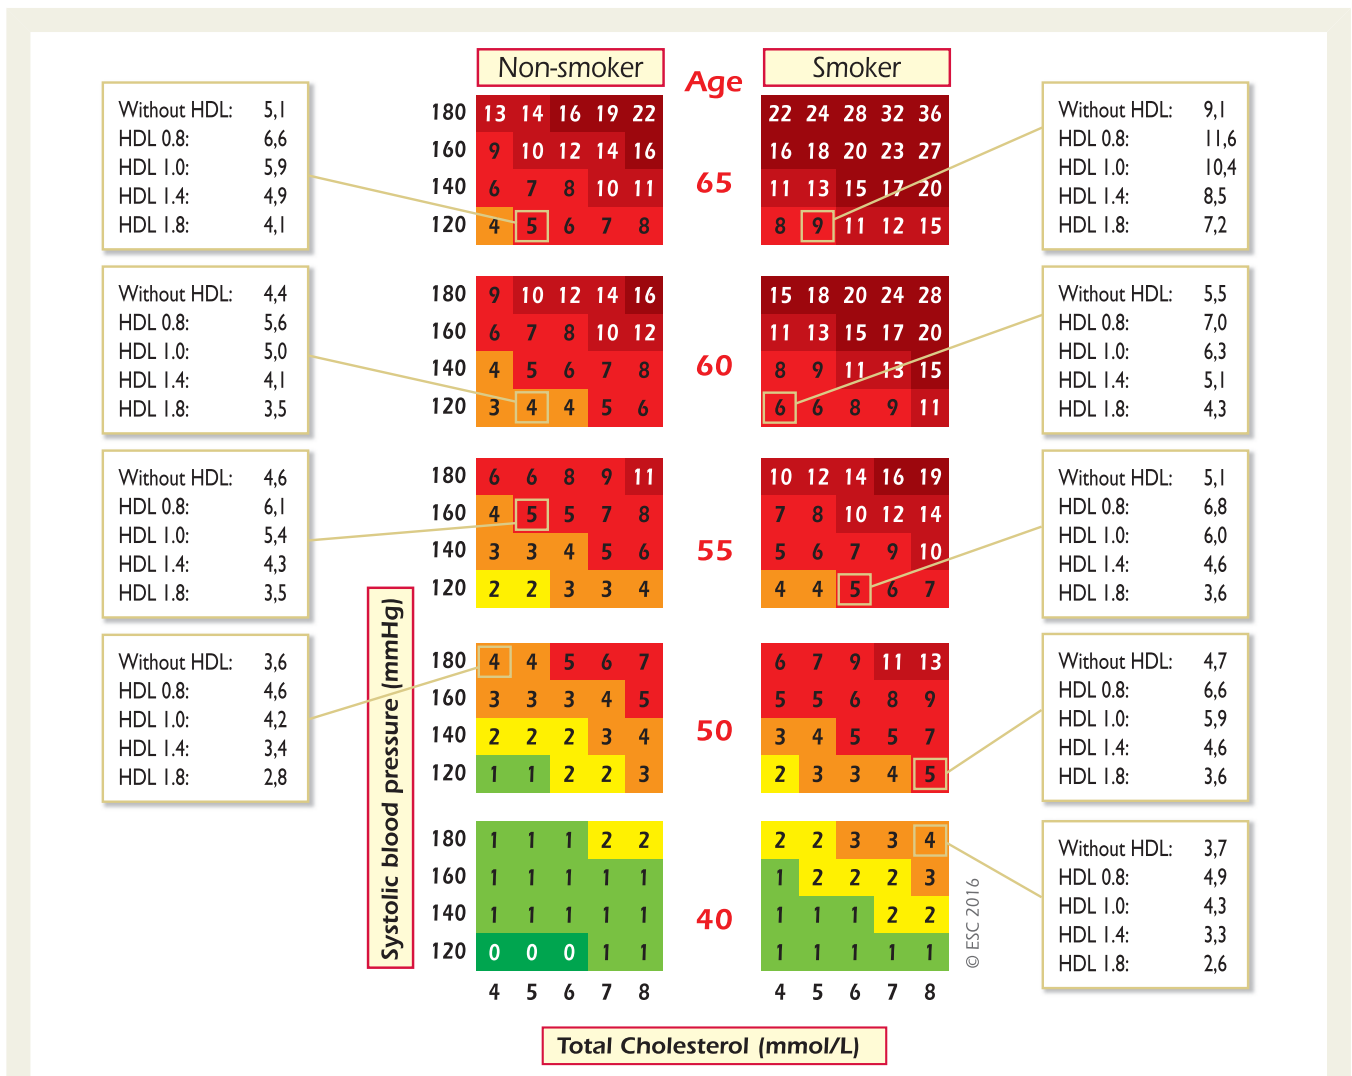 Non-smoker Age Smoker
Without HDL: 5,1
HDL 0.8: 6,6
HDL 1.0: 5,9
HDL 1.4: 4,9
HDL 1.8: 4,1
180 13 14 16 19 22 22 24 28 32 36
160 9 10 12 14 16 16 18 20 23 27
65
140 6 7 8 10 11 11 13 15 17 20
120 4 5 6 7 8 8 9 11 12 15
Without HDL: 9,1
HDL 0.8: 11,6
HDL 1.0: 10,4
HDL 1.4: 8,5
HDL 1.8: 7,2
Without HDL: 4,4
HDL 0.8: 5,6
HDL 1.0: 5,0
HDL 1.4: 4,1
HDL 1.8: 3,5
180 9 10 12 14 16 15 18 20 24 28
160 6 7 8 10 12 11 13 15 17 20
60
140 4 5 6 7 8 8 9 11 13 15
120 3 4 4 5 6 6 6 8 9 11
Without HDL: 5,5
HDL 0.8: 7,0
HDL 1.0: 6,3
HDL 1.4: 5,1
HDL 1.8: 4,3
Without HDL: 4,6
HDL 0.8: 6,1
HDL 1.0: 5,4
HDL 1.4: 4,3
HDL 1.8: 3,5
180 6 6 8 9 11 10 12 14 16 19
160 4 5 5 7 8 7 8 10 12 14
55
140 3 3 4 5 6 5 6 7 9 10
120 2 2 3 3 4 4 4 5 6 7
Without HDL: 5,1
HDL 0.8: 6,8
HDL 1.0: 6,0
HDL 1.4: 4,6
HDL 1.8: 3,6
Without HDL: 3,6
HDL 0.8: 4,6
HDL 1.0: 4,2
HDL 1.4: 3,4
HDL 1.8: 2,8
Systolic blood pressure (mmHg)
180 4 4 5 6 7 6 7 9 11 13
160 3 3 3 4 5 5 5 6 8 9
50
140 2 2 2 3 4 3 4 5 5 7
120 1 1 2 2 3 2 3 3 4 5
Without HDL: 4,7
HDL 0.8: 6,6
HDL 1.0: 5,9
HDL 1.4: 4,6
HDL 1.8: 3,6
180 1 1 1 2 2 2 2 3 3 4
160 1 1 1 1 1 1 2 2 2 3
40
140 1 1 1 1 1 1 1 1 2 2
120 0 0 0 1 1 1 1 1 1 1
4 5 6 7 8 4 5 6 7 8
© ESC 2016
Without HDL: 3,7
HDL 0.8: 4,9
HDL 1.0: 4,3
HDL 1.4: 3,3
HDL 1.8: 2,6
Total Cholesterol (mmol/L)